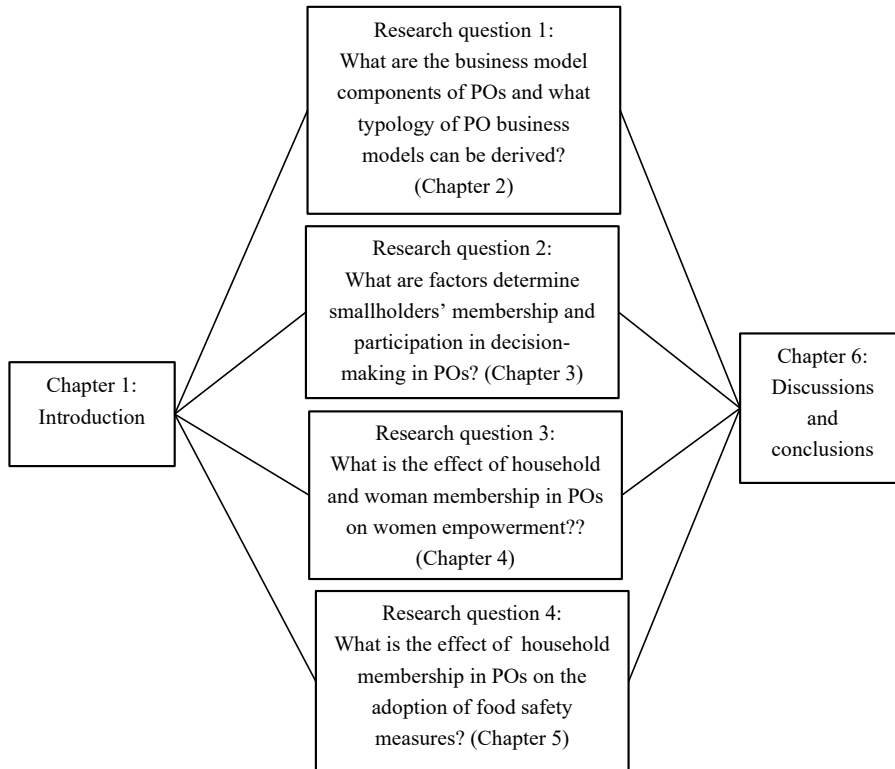 Chapter 1:
Introduction
Research question 1:
What are the business model
components of POs and what
typology of PO business
models can be derived?
(Chapter 2)
Research question 2:
What are factors determine
smallholders’ membership and
participation in decision-
making in POs? (Chapter 3)
Research question 3:
What is the effect of household
and woman membership in POs
on women empowerment??
(Chapter 4)
Research question 4:
What is the effect of  household
membership in POs on the
adoption of food safety
measures? (Chapter 5)
Chapter 6:
Discussions
and
conclusions